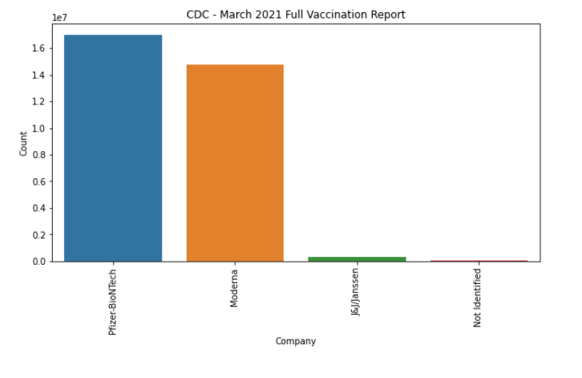 CDC - March 2021 Full Vaccination Report
1e7
1.6
1.4
1.2
1.0
0.8
0.6
0.4
0.2
0.0
Count
Pfizer-BioNTech
Moderna
J&J/Janssen
Not Identified
Company